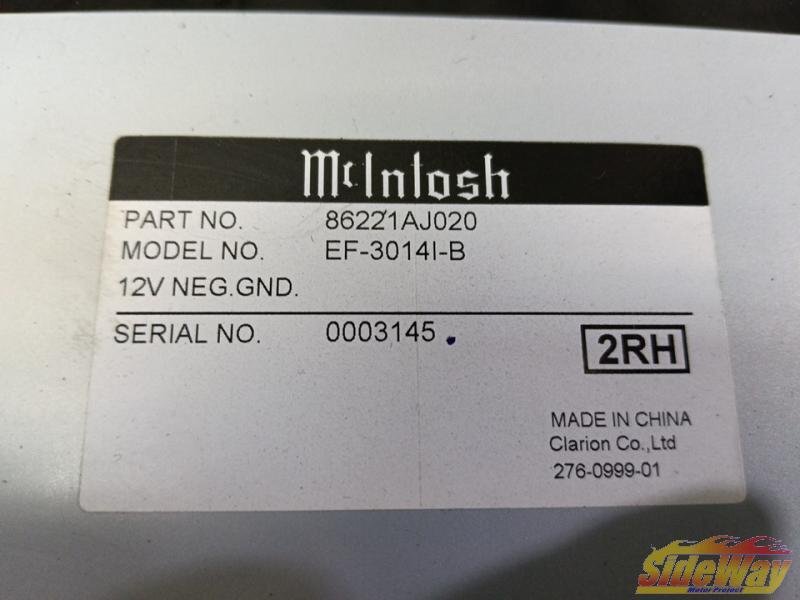 McIntosh
PART NO. 86221AJ020
MODEL NO. EF-3014I-B
12V NEG.GND.
SERIAL NO. 0003145
2RH
MADE IN CHINA
Clarion Co.,Ltd
276-0999-01
SideWay
Motor Project